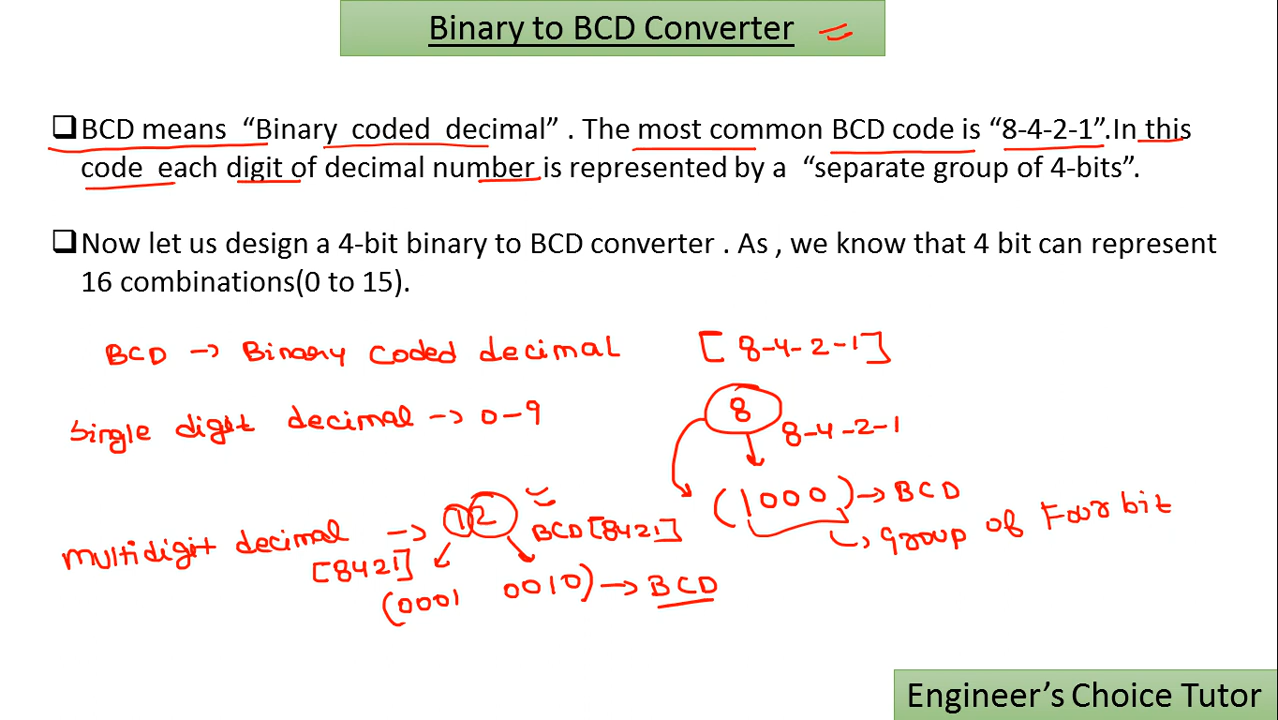 Binary to BCD Converter
BCD means “Binary coded decimal” . The most common BCD code is “8-4-2-1”.In this
code each digit of decimal number is represented by a “separate group of 4-bits”.
Now let us design a 4-bit binary to BCD converter . As , we know that 4 bit can represent
16 combinations(0 to 15).
BCD → Binary coded decimal [8-4-2-1]
Single digit decimal → 0-9
8
8-4-2-1
(1000) → BCD
Group of Four bit
Multidigit decimal → 12
BCD[8421]
[8421]
(0001 0010) → BCD
Engineer’s Choice Tutor